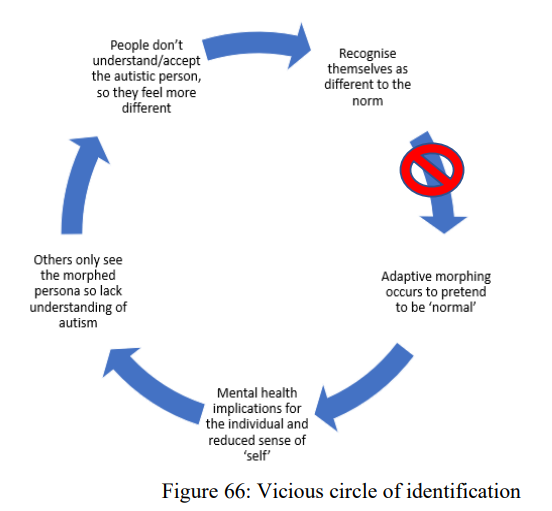 People don't
understand/accept
the autistic person,
so they feel more
different
Recognise
themselves as
different to the
norm
Adaptive morphing
occurs to pretend
to be 'normal'
Mental health
implications for
the individual and
reduced sense of
'self'
Others only see
the morphed
persona so lack
understanding of
autism
Figure 66: Vicious circle of identification